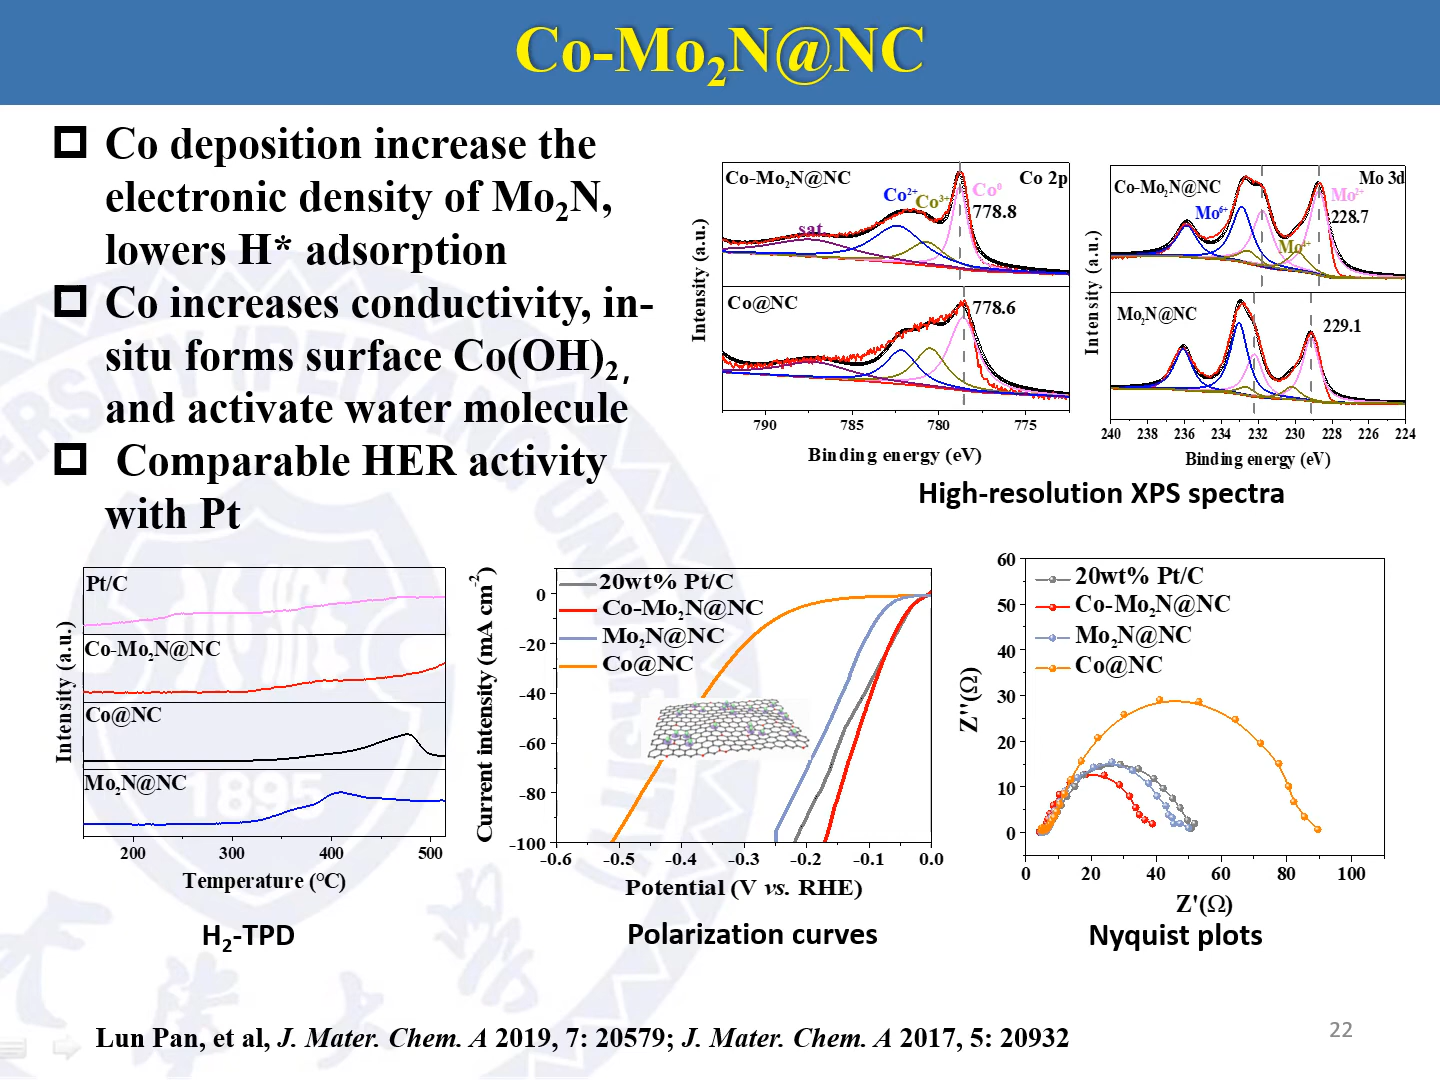 Co-Mo₂N@NC
Co deposition increase the
electronic density of Mo₂N,
lowers H* adsorption
Co increases conductivity, in-
situ forms surface Co(OH)₂,
and activate water molecule
Comparable HER activity
with Pt
Intensity (a.u.)
Co-Mo₂N@NC
Co 2p
sat
Co²⁺
Co³⁺
Co⁰
778.8
Co@NC
778.6
790 785 780 775
Binding energy (eV)
Intensity (a.u.)
Co-Mo₂N@NC
Mo 3d
Mo⁶⁺
Mo⁴⁺
228.7
Mo₂N@NC
229.1
240 238 236 234 232 230 228 226 224
Binding energy (eV)
High-resolution XPS spectra
Intensity (a.u.)
Pt/C
Co-Mo₂N@NC
Co@NC
Mo₂N@NC
200 300 400 500
Temperature (°C)
H₂-TPD
Current intensity (mA cm⁻²)
20wt% Pt/C
Co-Mo₂N@NC
Mo₂N@NC
Co@NC
0
-20
-40
-60
-80
-100
-0.6 -0.5 -0.4 -0.3 -0.2 -0.1 0.0
Potential (V vs. RHE)
Polarization curves
Z''(Ω)
20wt% Pt/C
Co-Mo₂N@NC
Mo₂N@NC
Co@NC
60
50
40
30
20
10
0
0 20 40 60 80 100
Z'(Ω)
Nyquist plots
1895
Lun Pan, et al, J. Mater. Chem. A 2019, 7: 20579; J. Mater. Chem. A 2017, 5: 20932
22